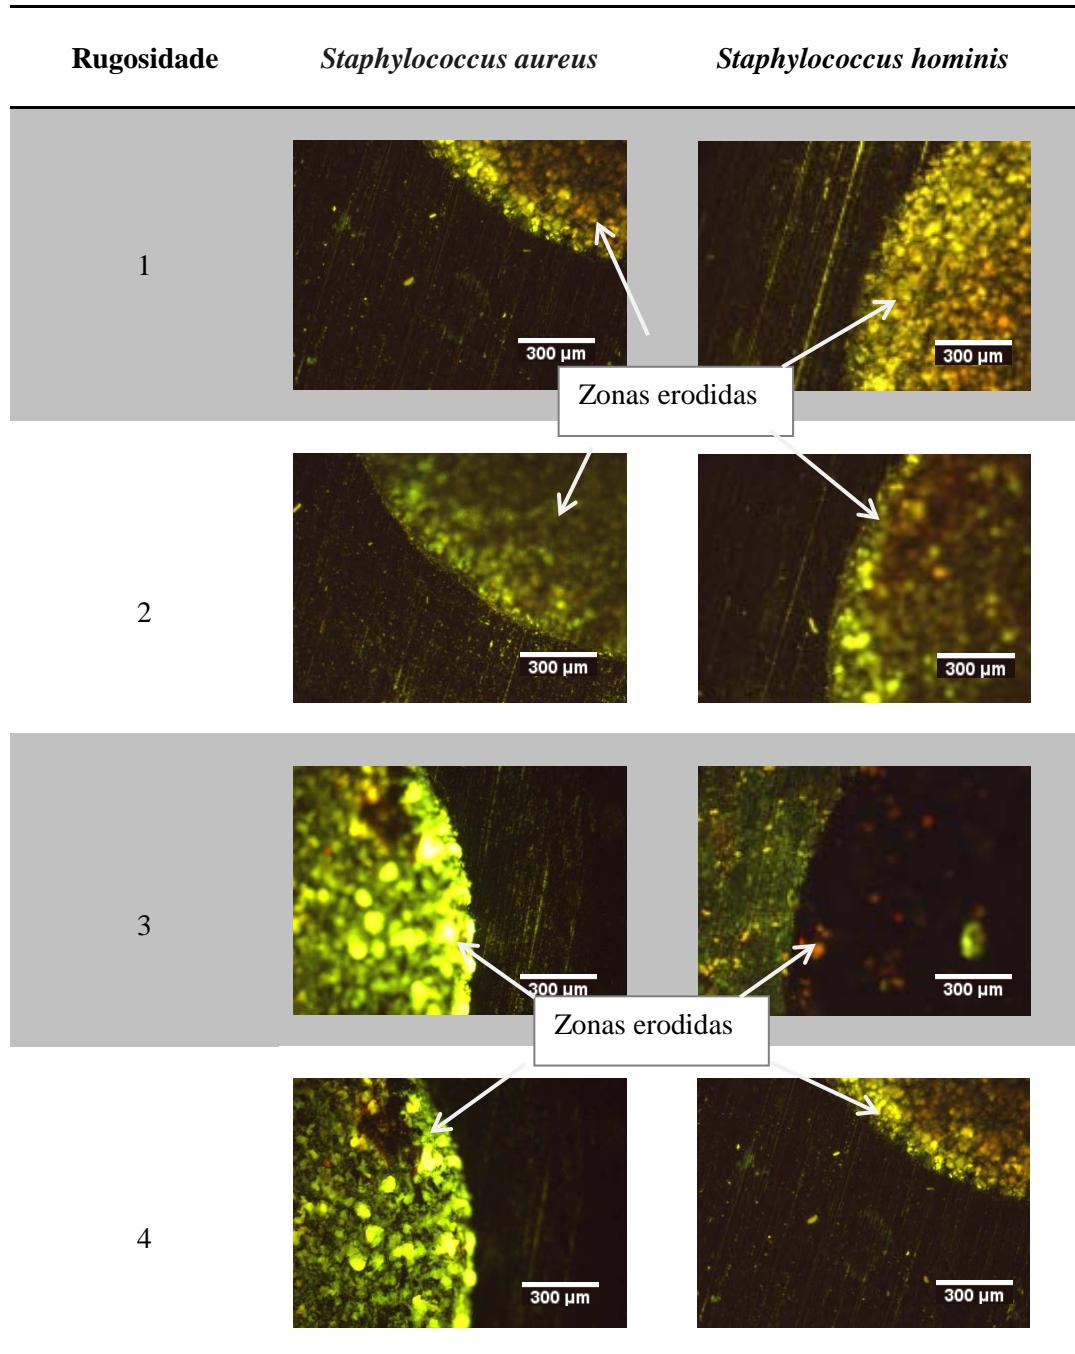 Rugosidade Staphylococcus aureus Staphylococcus hominis
1
300 µm
300 µm
Zonas erodidas
2
300 µm
300 µm
3
300 µm
300 µm
Zonas erodidas
4
300 µm
300 µm